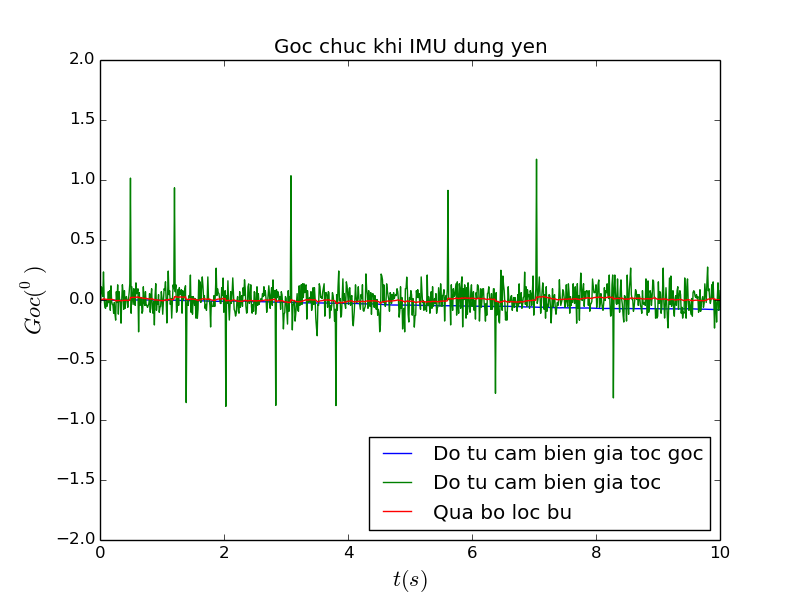 Goc chuc khi IMU dung yen
2.0
1.5
1.0
0.5
0.0
−0.5
−1.0
−1.5
−2.0
Goc(⁰)
Do tu cam bien gia toc goc
Do tu cam bien gia toc
Qua bo loc bu
0 2 4 6 8 10
t(s)